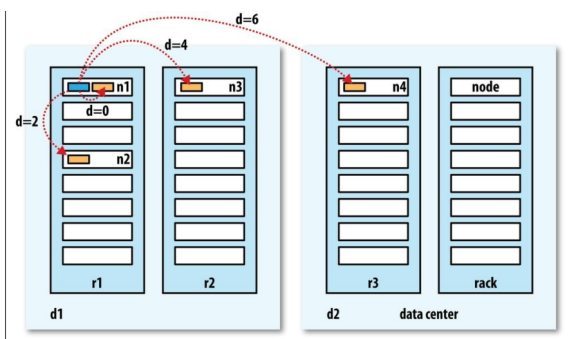 d=6
d=4
n1
n3
n4
node
d=0
d=2
n2
r1
r2
r3
rack
d1
d2
data center